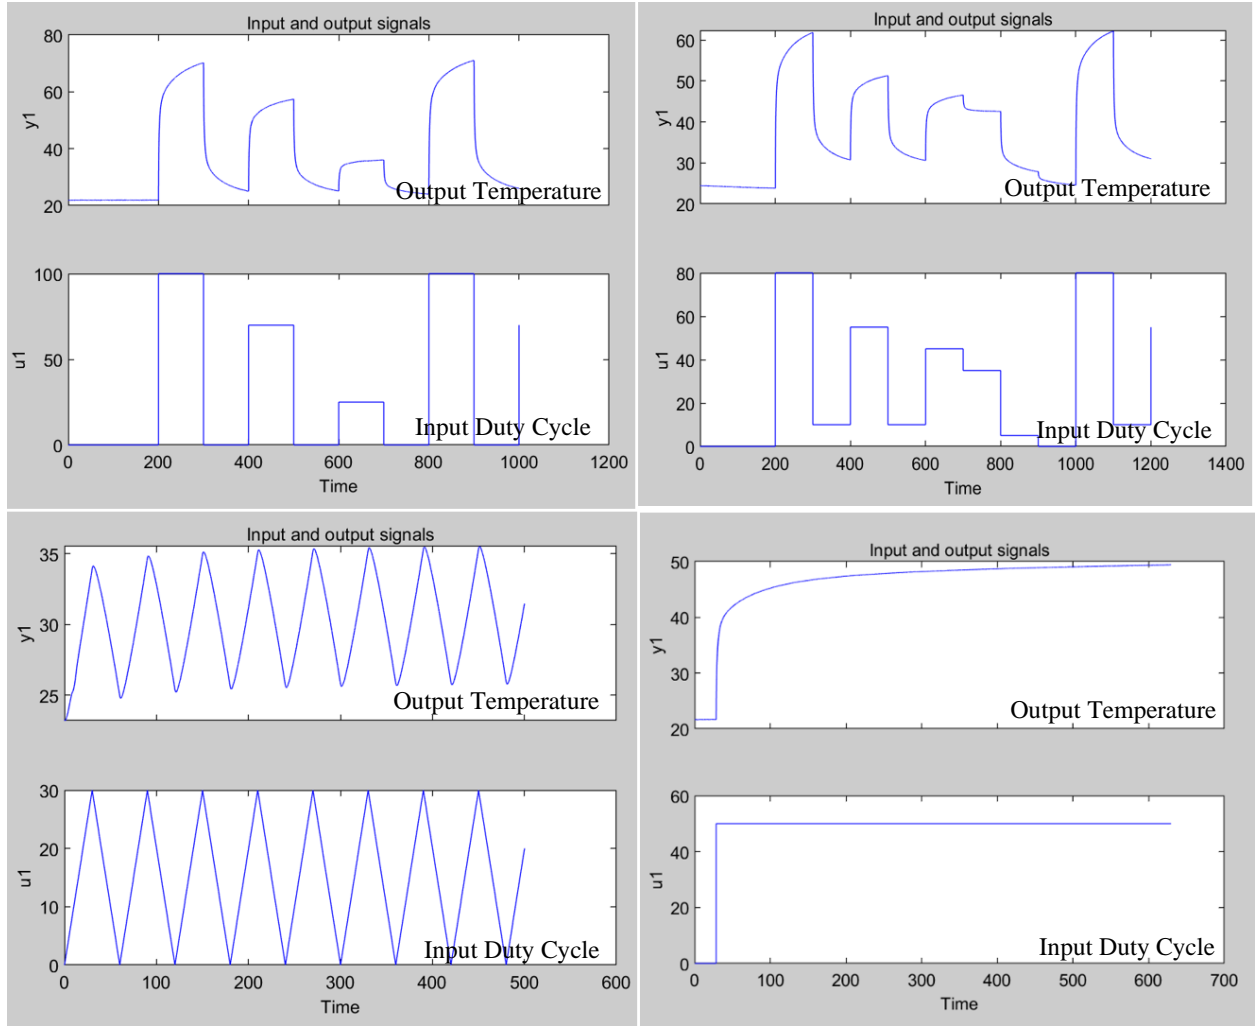 Input and output signals
80
60
40
20
y1
Output Temperature
100
50
0
u1
Input Duty Cycle
0 200 400 600 800 1000 1200
Time
Input and output signals
60
50
40
30
20
y1
Output Temperature
80
60
40
20
0
u1
Input Duty Cycle
0 200 400 600 800 1000 1200 1400
Time
Input and output signals
35
30
25
y1
Output Temperature
30
20
10
0
u1
Input Duty Cycle
0 100 200 300 400 500 600
Time
Input and output signals
50
40
30
20
y1
Output Temperature
60
40
20
0
u1
Input Duty Cycle
0 100 200 300 400 500 600 700
Time